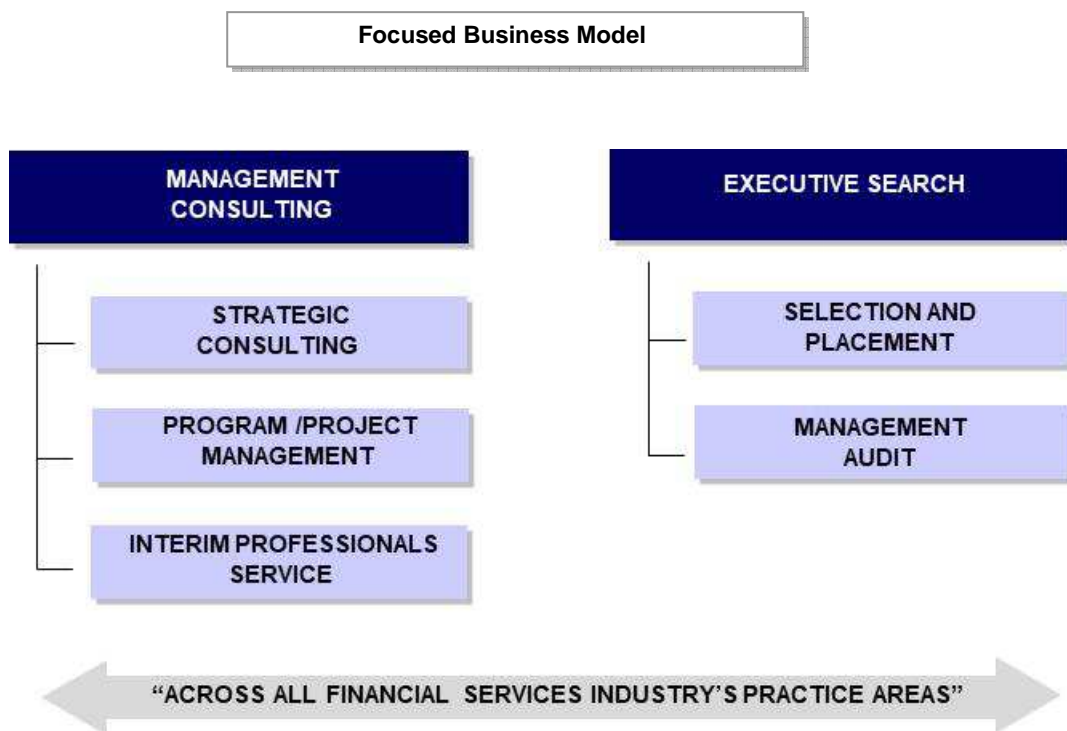 Focused Business Model
MANAGEMENT
CONSULTING
STRATEGIC
CONSULTING
PROGRAM /PROJECT
MANAGEMENT
INTERIM PROFESSIONALS
SERVICE
EXECUTIVE SEARCH
SELECTION AND
PLACEMENT
MANAGEMENT
AUDIT
“ACROSS ALL FINANCIAL SERVICES INDUSTRY’S PRACTICE AREAS”